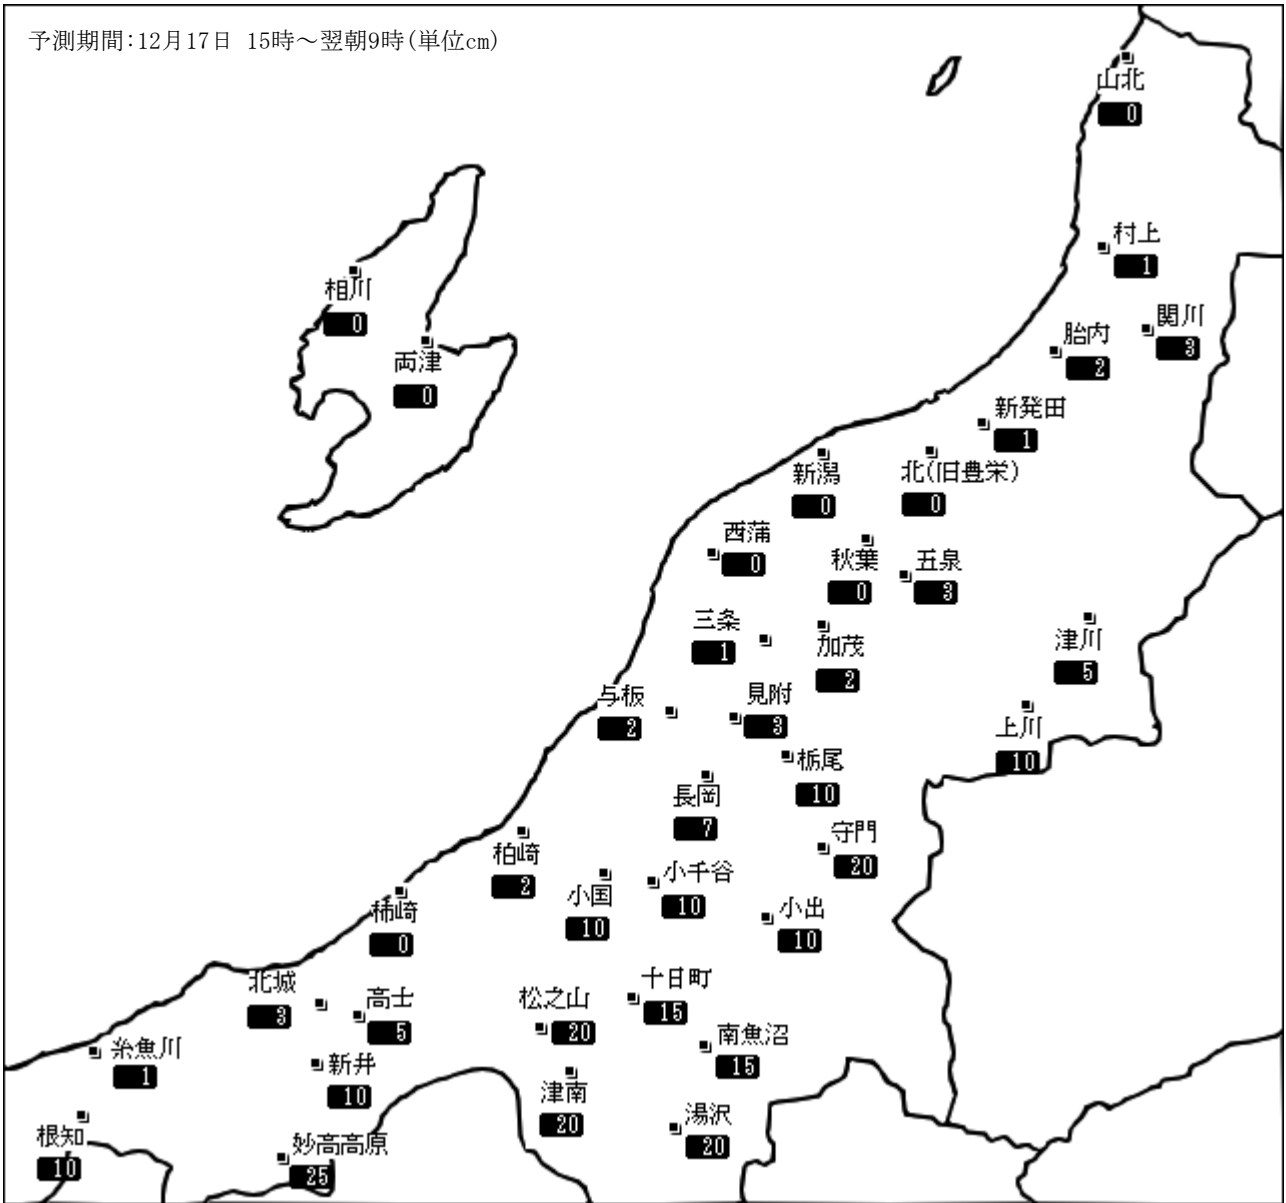 予測期間:12月17日 15時～翌朝9時(単位cm)
山北
0
村上
1
相川
0
関川
3
胎内
2
両津
0
新発田
1
新潟
0
北(旧豊栄)
0
西蒲
0
秋葉
0
五泉
3
三条
1
加茂
2
津川
5
与板
2
見附
3
上川
10
栃尾
10
長岡
7
守門
20
柏崎
2
小国
10
小千谷
10
小出
10
柿崎
0
北城
3
高士
5
松之山
20
十日町
15
南魚沼
15
糸魚川
1
新井
10
津南
20
湯沢
20
根知
10
妙高高原
25